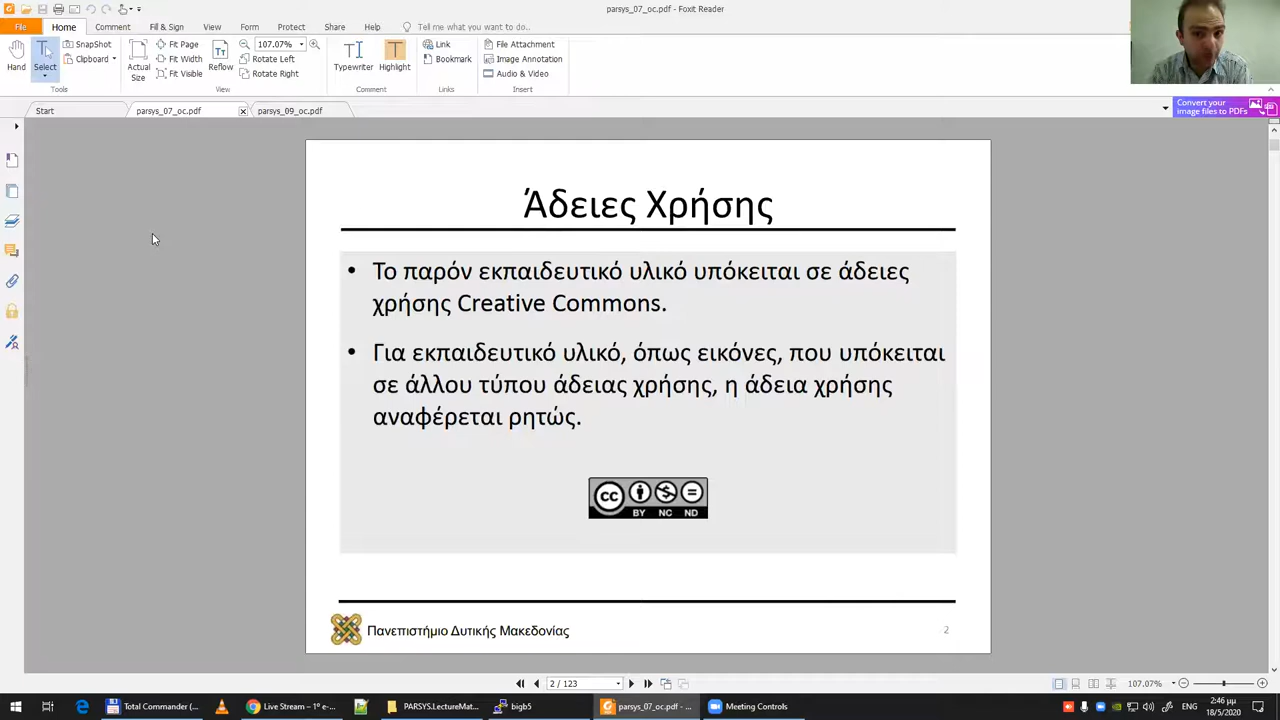 parsys_07_oc.pdf - Foxit Reader
File Home Comment Fill & Sign View Form Protect Share Help Tell me what you want to do..
Hand
Select
SnapShot
Clipboard
Tools
Actual Size
Fit Page
Fit Width
Fit Visible
Reflow
107.07%
Rotate Left
Rotate Right
View
Typewriter
Highlight
Comment
Link
Bookmark
Links
File Attachment
Image Annotation
Audio & Video
Insert
Start parsys_07_oc.pdf parsys_09_oc.pdf
Convert your
image files to PDFs
Άδειες Χρήσης
• Το παρόν εκπαιδευτικό υλικό υπόκειται σε άδειες
χρήσης Creative Commons.
• Για εκπαιδευτικό υλικό, όπως εικόνες, που υπόκειται
σε άλλου τύπου άδειας χρήσης, η άδεια χρήσης
αναφέρεται ρητώς.
cc
BY NC ND
Πανεπιστήμιο Δυτικής Μακεδονίας
2
2 / 123
107.07%
Total Commander (...
Live Stream – 1º e-...
PARSYS.LectureMat...
big5
parsys_07_oc.pdf - ...
Meeting Controls
2:46 μμ
18/5/2020